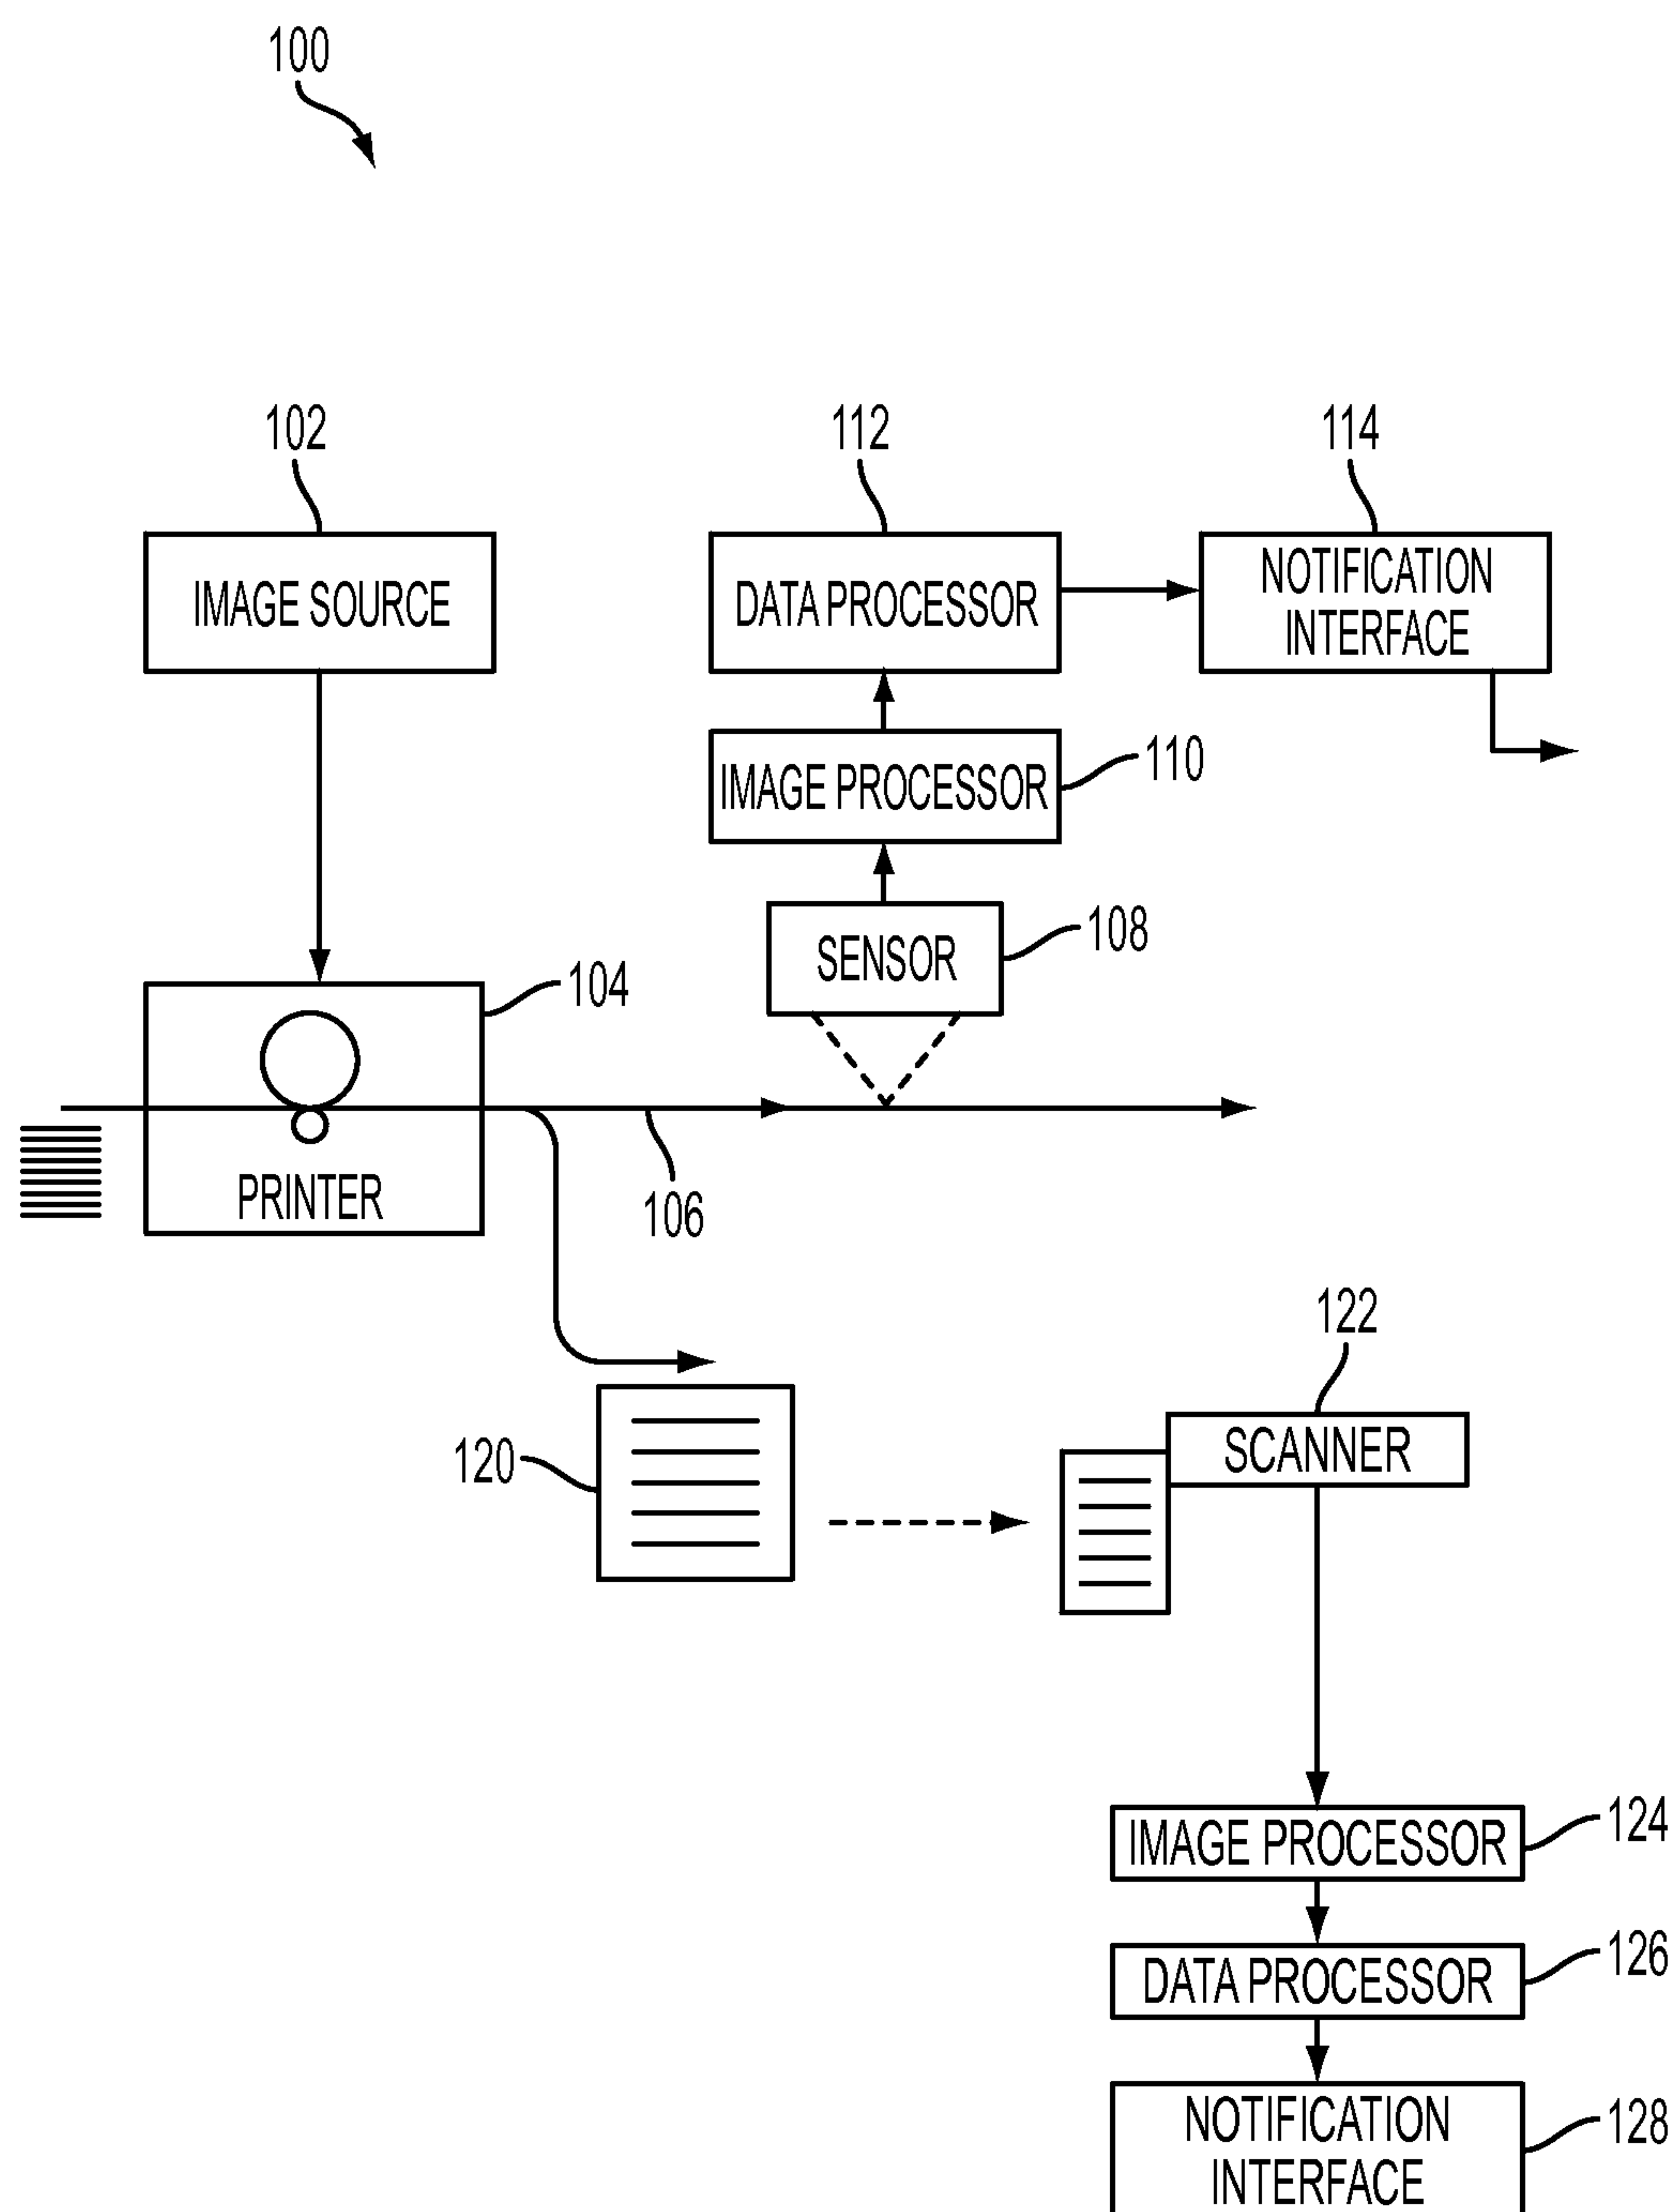 100
102
112
114
IMAGE SOURCE
DATA PROCESSOR
NOTIFICATION
INTERFACE
IMAGE PROCESSOR
110
SENSOR
108
104
PRINTER
106
122
SCANNER
120
IMAGE PROCESSOR
124
DATA PROCESSOR
126
NOTIFICATION
INTERFACE
128